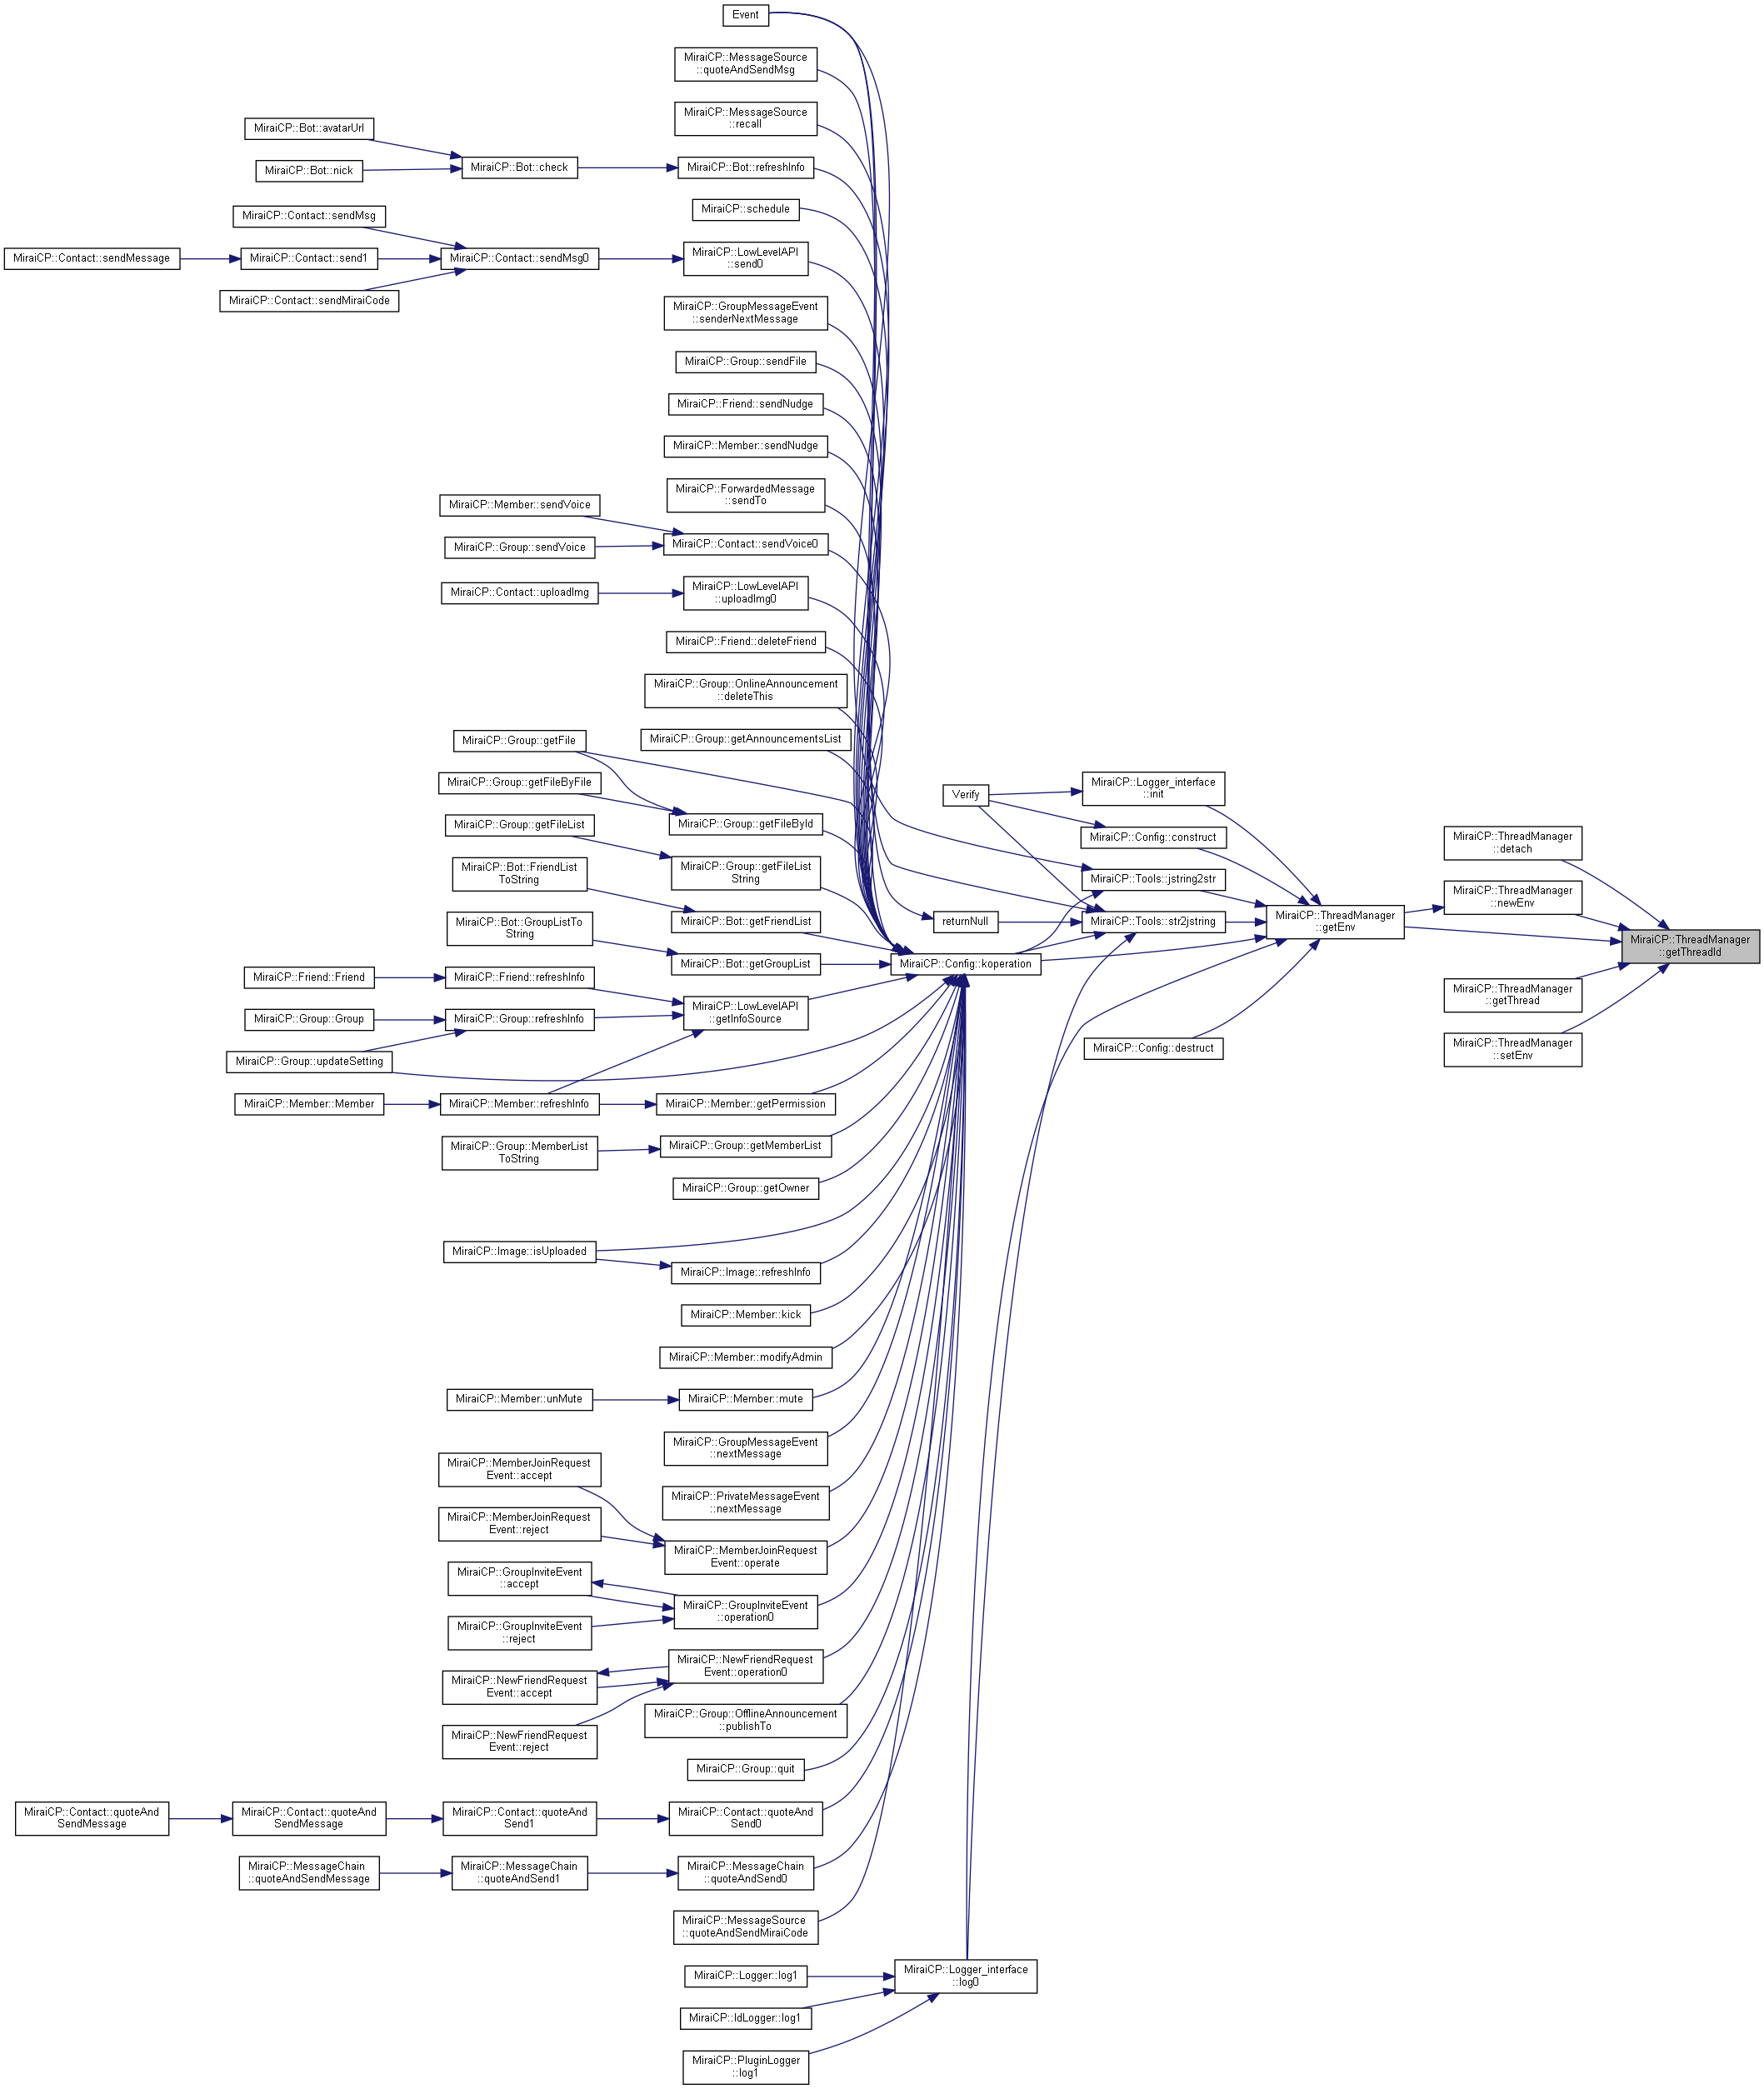 Event
MiraiCP::MessageSource
::quoteAndSendMsg
MiraiCP::MessageSource
::recall
MiraiCP::Bot::avatarUrl
MiraiCP::Bot::nick
MiraiCP::Bot::check
MiraiCP::Bot::refreshInfo
MiraiCP::schedule
MiraiCP::Contact::sendMsg
MiraiCP::Contact::sendMessage
MiraiCP::Contact::send1
MiraiCP::Contact::sendMsg0
MiraiCP::LowLevelAPI
::send0
MiraiCP::Contact::sendMiraiCode
MiraiCP::GroupMessageEvent
::senderNextMessage
MiraiCP::Group::sendFile
MiraiCP::Friend::sendNudge
MiraiCP::Member::sendNudge
MiraiCP::ForwardedMessage
::sendTo
MiraiCP::Member::sendVoice
MiraiCP::Group::sendVoice
MiraiCP::Contact::sendVoice0
MiraiCP::Contact::uploadImg
MiraiCP::LowLevelAPI
::uploadImg0
MiraiCP::Friend::deleteFriend
MiraiCP::Group::OnlineAnnouncement
::deleteThis
MiraiCP::Group::getFile
MiraiCP::Group::getAnnouncementsList
MiraiCP::Group::getFileByFile
MiraiCP::Group::getFileById
MiraiCP::Group::getFileList
MiraiCP::Group::getFileList
String
MiraiCP::Bot::FriendList
ToString
MiraiCP::Bot::getFriendList
MiraiCP::Bot::GroupListTo
String
MiraiCP::Bot::getGroupList
Verify
MiraiCP::Logger_interface
::init
MiraiCP::Config::construct
MiraiCP::Tools::jstring2str
returnNull
MiraiCP::Tools::str2jstring
MiraiCP::Config::koperation
MiraiCP::ThreadManager
::getEnv
MiraiCP::Config::destruct
MiraiCP::ThreadManager
::detach
MiraiCP::ThreadManager
::newEnv
MiraiCP::ThreadManager
::getThreadId
MiraiCP::ThreadManager
::getThread
MiraiCP::ThreadManager
::setEnv
MiraiCP::Friend::Friend
MiraiCP::Friend::refreshInfo
MiraiCP::Group::Group
MiraiCP::Group::refreshInfo
MiraiCP::LowLevelAPI
::getInfoSource
MiraiCP::Group::updateSetting
MiraiCP::Member::Member
MiraiCP::Member::refreshInfo
MiraiCP::Member::getPermission
MiraiCP::Group::MemberList
ToString
MiraiCP::Group::getMemberList
MiraiCP::Group::getOwner
MiraiCP::Image::isUploaded
MiraiCP::Image::refreshInfo
MiraiCP::Member::kick
MiraiCP::Member::modifyAdmin
MiraiCP::Member::unMute
MiraiCP::Member::mute
MiraiCP::GroupMessageEvent
::nextMessage
MiraiCP::MemberJoinRequest
Event::accept
MiraiCP::PrivateMessageEvent
::nextMessage
MiraiCP::MemberJoinRequest
Event::reject
MiraiCP::MemberJoinRequest
Event::operate
MiraiCP::GroupInviteEvent
::accept
MiraiCP::GroupInviteEvent
::operation0
MiraiCP::GroupInviteEvent
::reject
MiraiCP::NewFriendRequest
Event::operation0
MiraiCP::NewFriendRequest
Event::accept
MiraiCP::Group::OfflineAnnouncement
::publishTo
MiraiCP::NewFriendRequest
Event::reject
MiraiCP::Group::quit
MiraiCP::Contact::quoteAnd
SendMessage
MiraiCP::Contact::quoteAnd
SendMessage
MiraiCP::Contact::quoteAnd
Send1
MiraiCP::Contact::quoteAnd
Send0
MiraiCP::MessageChain
::quoteAndSendMessage
MiraiCP::MessageChain
::quoteAndSend1
MiraiCP::MessageChain
::quoteAndSend0
MiraiCP::MessageSource
::quoteAndSendMiraiCode
MiraiCP::Logger::log1
MiraiCP::Logger_interface
::log0
MiraiCP::IdLogger::log1
MiraiCP::PluginLogger
::log1